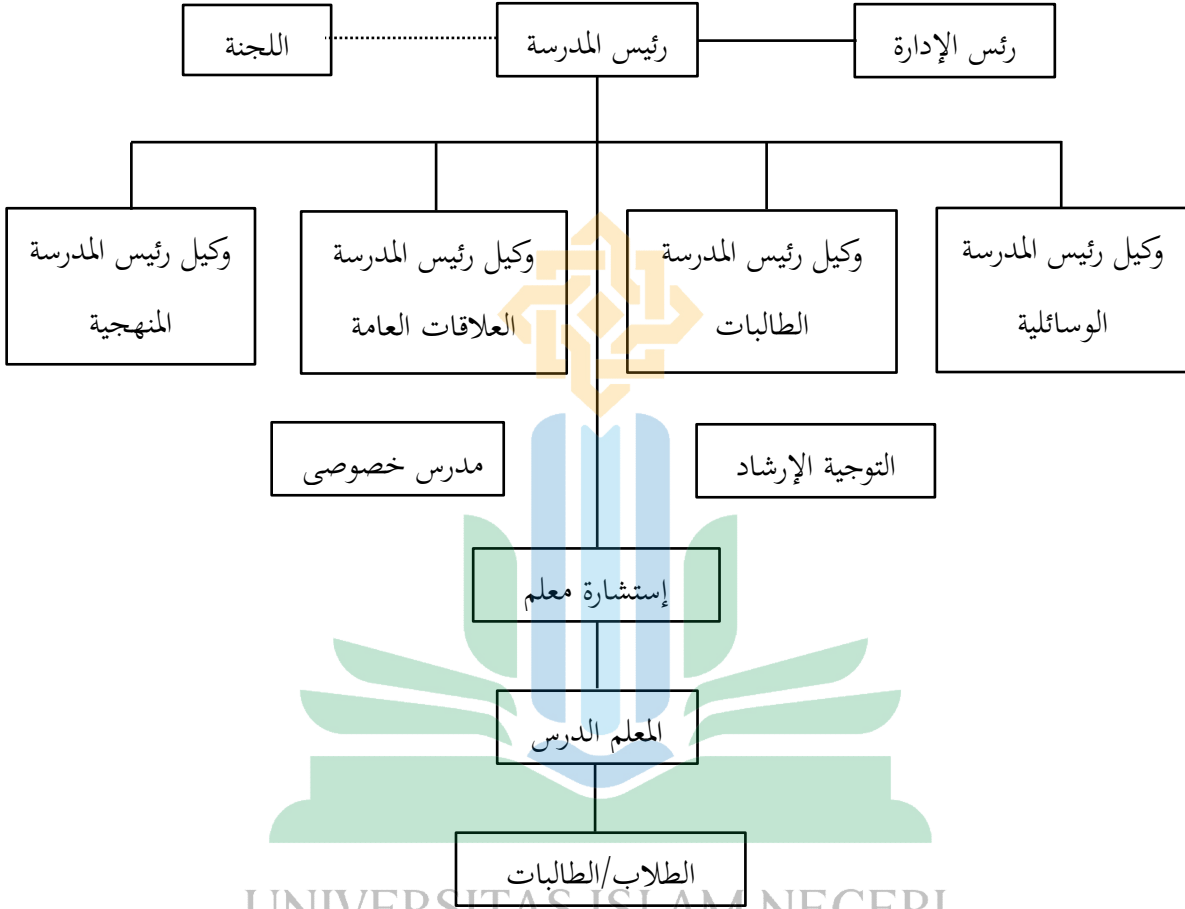 رئس الإدارة
رئيس المدرسة
اللجنة
وكيل رئيس المدرسة
الوسائلية
وكيل رئيس المدرسة
الطالبات
وكيل رئيس المدرسة
العلاقات العامة
وكيل رئيس المدرسة
المنهجية
التوجية الإرشاد
مدرس خصوصى
إستشارة معلم
المعلم الدرس
الطلاب/الطالبات
UNIVERSITAS ISLAM NEGERI